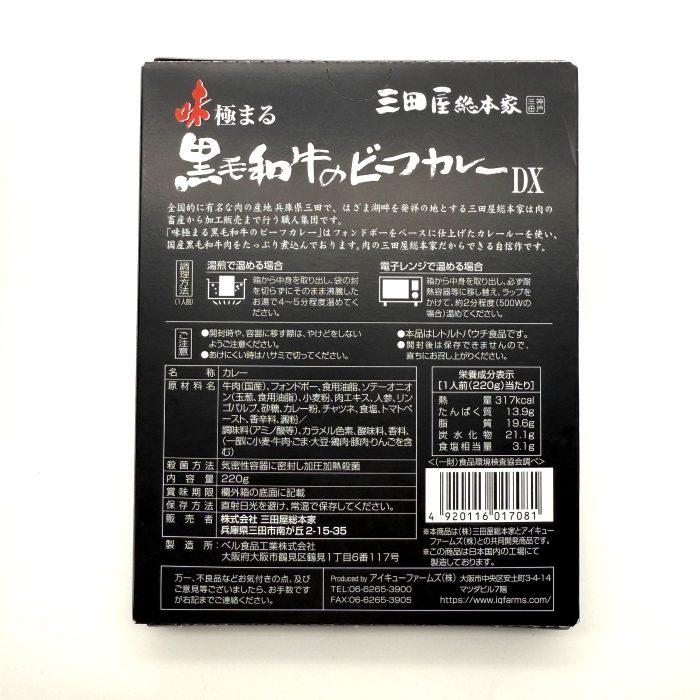 味極まる
三田屋総本家
神戸三田
黒毛和牛のビーフカレーDX
全国的に有名な肉の産地兵庫県三田で、はざま湖畔を発祥の地とする三田屋総本家は肉の
畜産から加工販売まで行う職人集団です。
「味極まる黒毛和牛のビーフカレー」はフォンドボーをベースに仕上げたカレールーを使い、
国産黒毛和牛肉をたっぷり煮込んでおります。肉の三田屋総本家だからできる自信作です。
調理方法
(1人前)
湯煎で温める場合
箱から中身を取り出し、袋の封
を切らずにそのまま沸騰した
お湯で4～5分程度温めてく
ださい。
電子レンジで温める場合
箱から中身を取り出し、必ず耐
熱容器等に移し替え、ラップを
かけて、約2分程度(500Wの
場合)温めてください。
ご注意
●開封時や、容器に移す際は、やけどをしない
ようご注意ください。
●あけにくい時はハサミで切ってください。
●本品はレトルトパウチ食品です。
●開封後は保存できませんので、
直ちにお召し上がりください。
名称 カレー
原材料名 牛肉(国産)、フォンドボー、食用油脂、ソテーオニオ
ン(玉葱、食用油脂)、小麦粉、肉エキス、人参、リン
ゴパルプ、砂糖、カレー粉、チャツネ、食塩、トマトペー
スト、香辛料、澱粉／
調味料(アミノ酸等)、カラメル色素、酸味料、香料、
(一部に小麦・牛肉・ごま・大豆・鶏肉・豚肉・りんごを含
む)
殺菌方法 気密性容器に密封し加圧加熱殺菌
内容量 220g
賞味期限 欄外箱の底面に記載
保存方法 直射日光を避け、常温で保存してください。
販売者 株式会社 三田屋総本家
兵庫県三田市南が丘2-15-35
製造所 ベル食品工業株式会社
大阪府大阪市鶴見区鶴見1丁目6番117号
栄養成分表示
[1人前(220g)当たり]
熱量 317kcal
たんぱく質 13.9g
脂質 19.6g
炭水化物 21.1g
食塩相当量 3.1g
<(一財)食品環境検査協会調べ>
4 920116 017081
※本商品は(株)三田屋総本家とアイキュー
ファームズ(株)との共同開発商品です。
※この商品は日本国内の工場にて
製造しております。
万一、不良品などお気付きの点、及び
ご意見等ございましたら、お手数です
が右記までご連絡ください。
Produced by アイキューファームズ(株) 大阪市中央区安土町3-4-14
TEL:06-6265-3900 マツダビル7階
FAX:06-6265-3905 https://www.iqfarms.com/